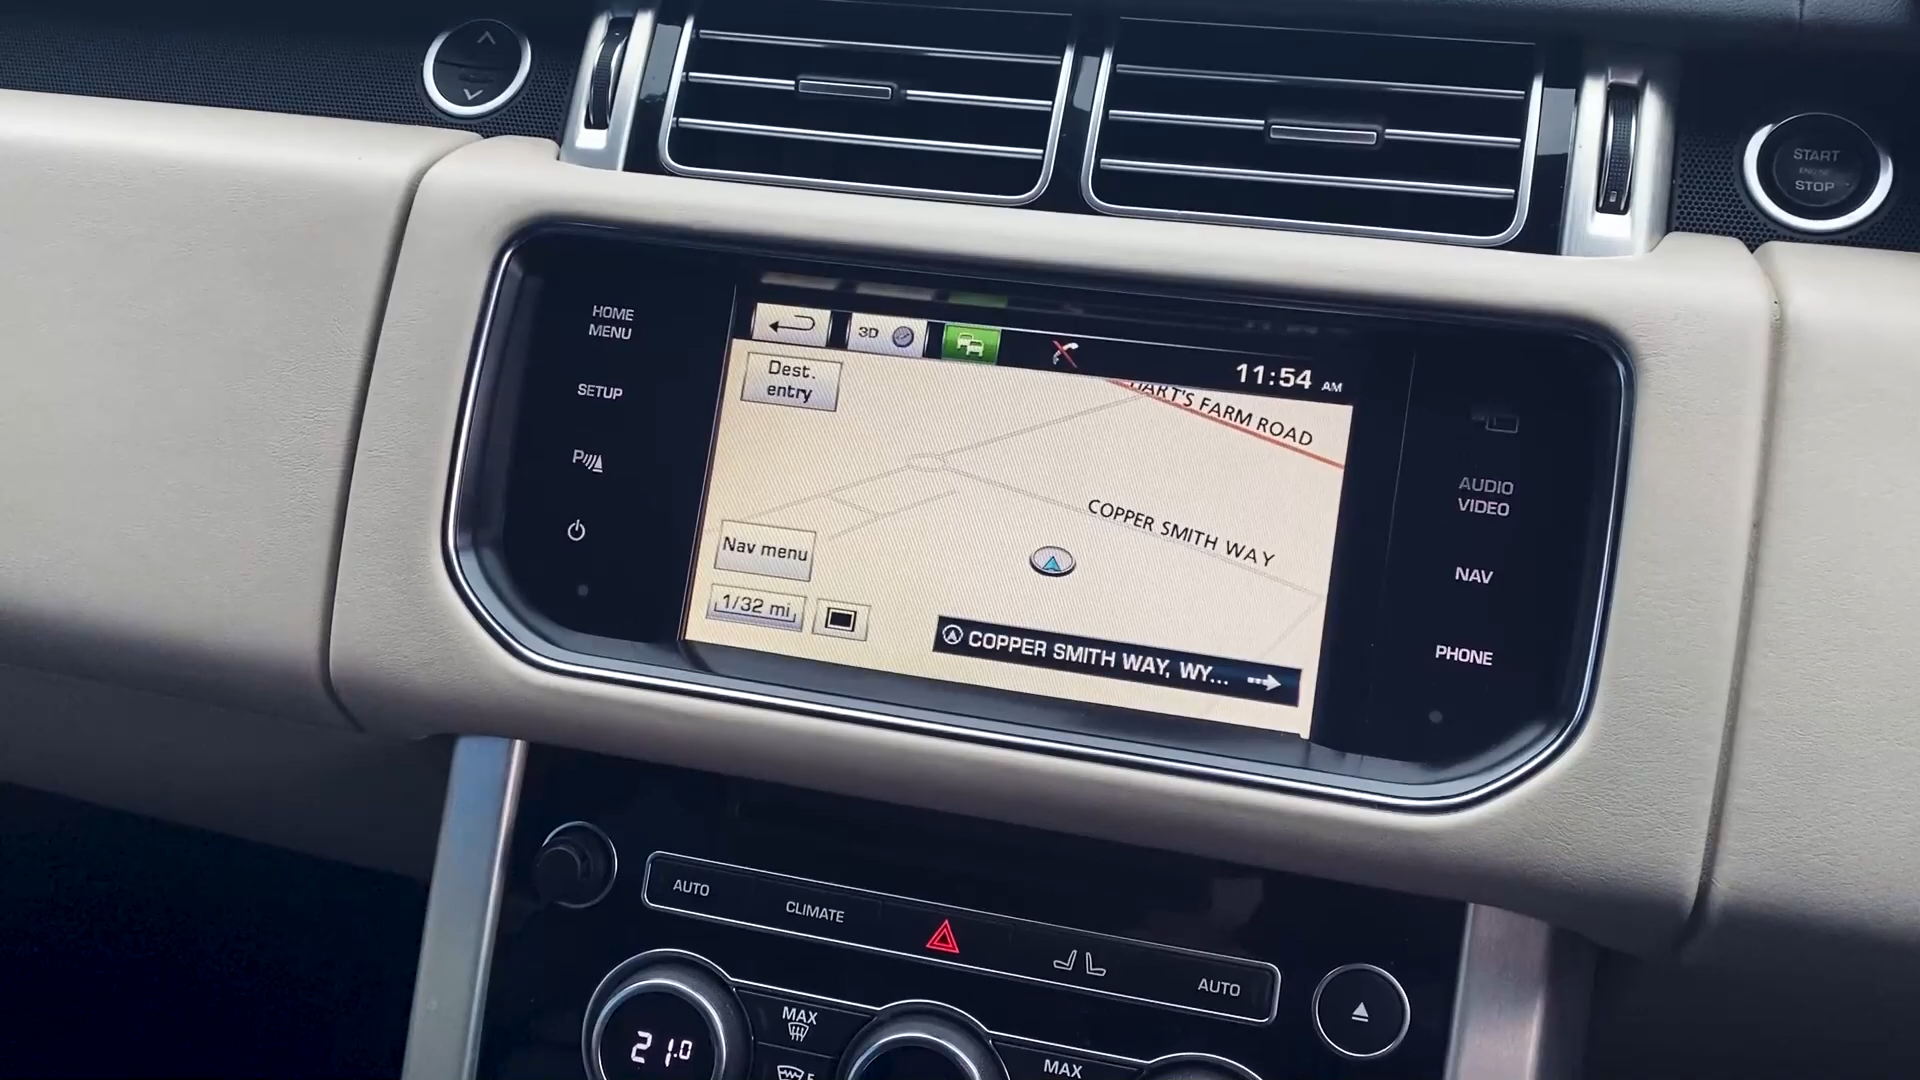 START
ENGINE
STOP
HOME
MENU
SETUP
P
3D
11:54 AM
Dest.
entry
FARM ROAD
COPPER SMITH WAY
Nav menu
1/32 mi
COPPER SMITH WAY, WY...
AUDIO
VIDEO
NAV
PHONE
AUTO
CLIMATE
AUTO
21.0
MAX
MAX